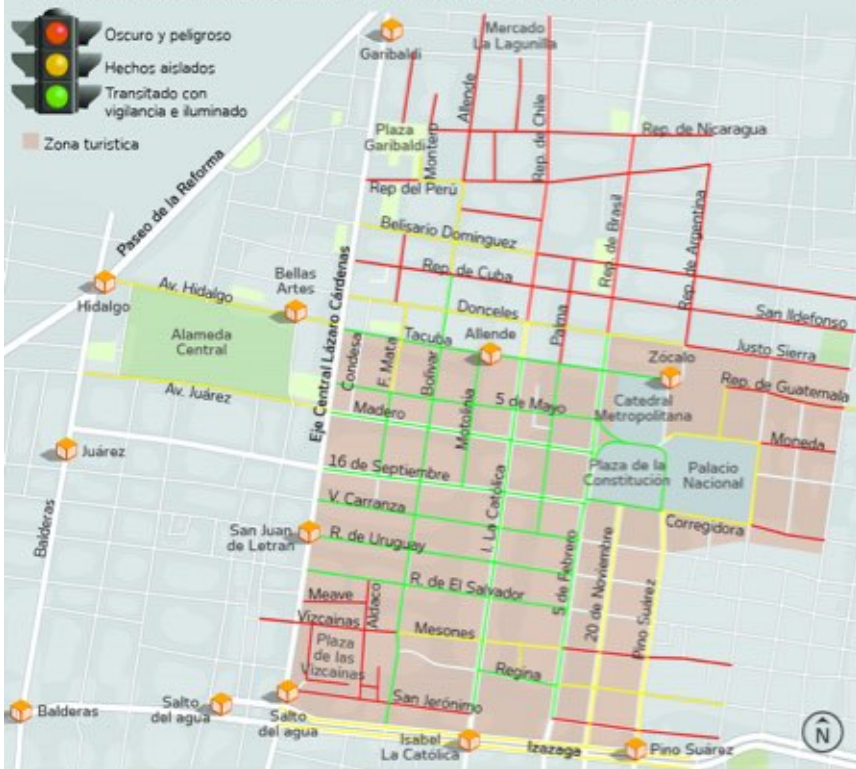 Oscuro y peligroso
Hechos aislados
Transitado con
vigilancia e iluminado
Zona turistica
Garibaldi
Mercado
La Lagunilla
Allende
Rep. de Chile
Rep. de Nicaragua
Plaza
Garibaldi
Montero
Paseo de la Reforma
Rep del Perú
Belisario Dominguez
Rep. de Brasil
Rep. de Argentina
Rep. de Cuba
Hidalgo
Av. Hidalgo
Bellas
Artes
Donceles
Palma
San Ildefonso
Alameda
Central
Eje Central Lázaro Cárdenas
Condesa
Tacuba
Allende
Justo Sierra
Zócalo
F. Mata
Bolivar
Motolinia
Av. Juárez
Madero
5 de Mayo
Catedral
Metropolitana
Rep. de Guatemala
Moneda
Juárez
16 de Septiembre
Plaza de la
Constitución
Palacio
Nacional
V. Carranza
I. La Católica
Corregidora
Balderas
San Juan
de Letran
R. de Uruguay
5 de Febrero
20 de Noviembre
Pino Suárez
R. de El Salvador
Meave
Aldaco
Vizcainas
Mesones
Plaza
de las
Vizcainas
Regina
San Jerónimo
Balderas
Salto
del agua
Salto
del agua
Isabel
La Católica
Izazaga
Pino Suárez
N